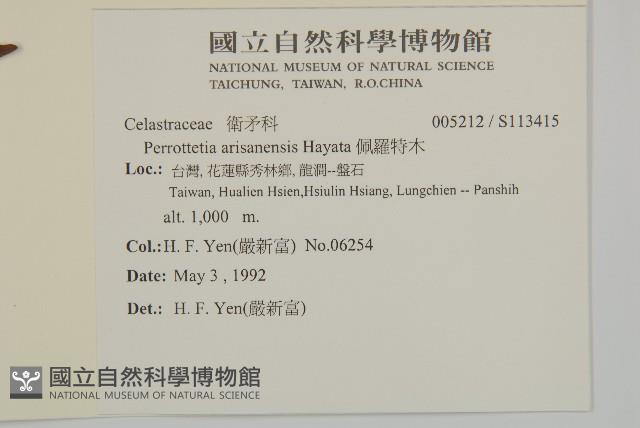 國立自然科學博物館
NATIONAL MUSEUM OF NATURAL SCIENCE
TAICHUNG, TAIWAN, R.O.CHINA
Celastraceae 衛矛科 005212 / S113415
Perrottetia arisanensis Hayata 佩羅特木
Loc.: 台灣, 花蓮縣秀林鄉, 龍澗--盤石
Taiwan, Hualien Hsien,Hsiulin Hsiang, Lungchien -- Panshih
alt. 1,000 m.
Col.: H. F. Yen(嚴新富) No.06254
Date: May 3 , 1992
Det.: H. F. Yen(嚴新富)
國立自然科學博物館
NATIONAL MUSEUM OF NATURAL SCIENCE